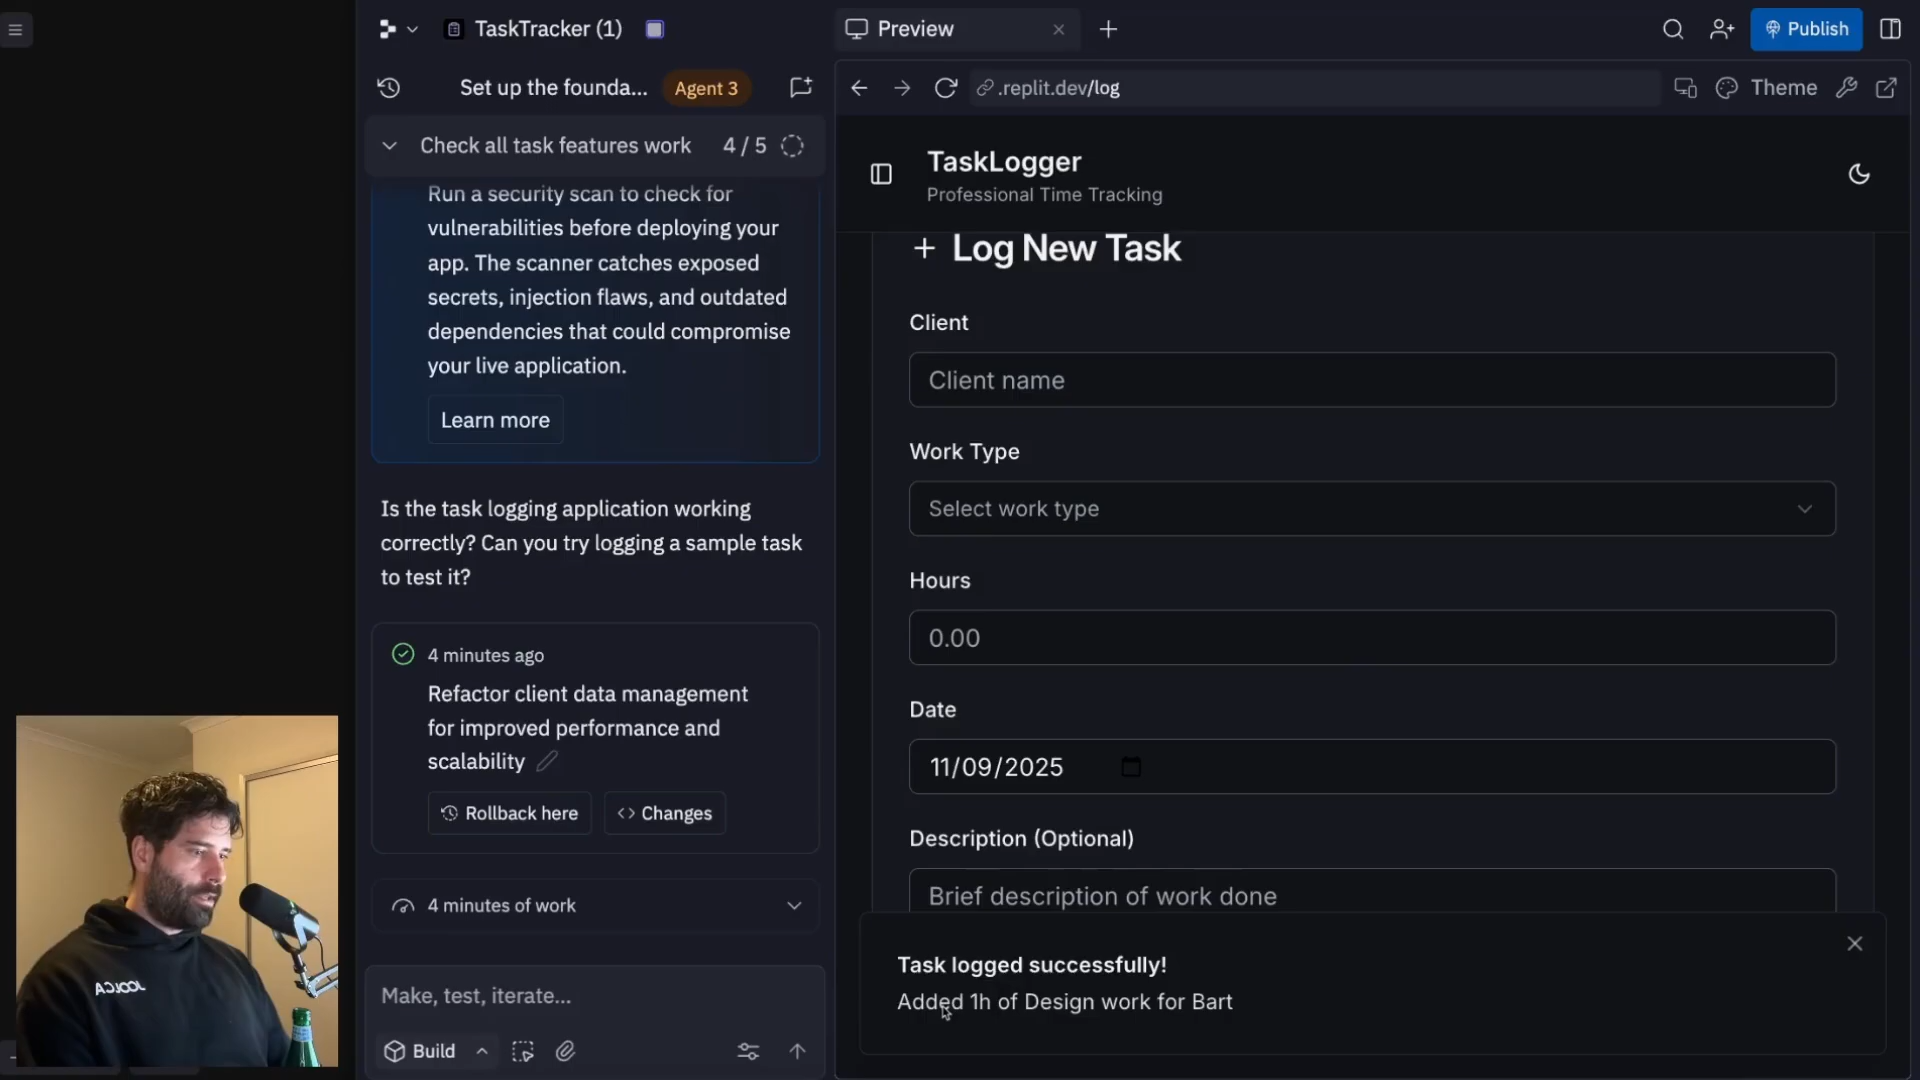 TaskTracker (1)
Preview
Publish
Set up the founda...
Agent 3
.replit.dev/log
Theme
Check all task features work
4 / 5
Run a security scan to check for
vulnerabilities before deploying your
app. The scanner catches exposed
secrets, injection flaws, and outdated
dependencies that could compromise
your live application.
Learn more
Is the task logging application working
correctly? Can you try logging a sample task
to test it?
4 minutes ago
Refactor client data management
for improved performance and
scalability
Rollback here
Changes
4 minutes of work
Make, test, iterate...
Build
TaskLogger
Professional Time Tracking
+ Log New Task
Client
Client name
Work Type
Select work type
Hours
0.00
Date
11/09/2025
Description (Optional)
Brief description of work done
Task logged successfully!
Added 1h of Design work for Bart